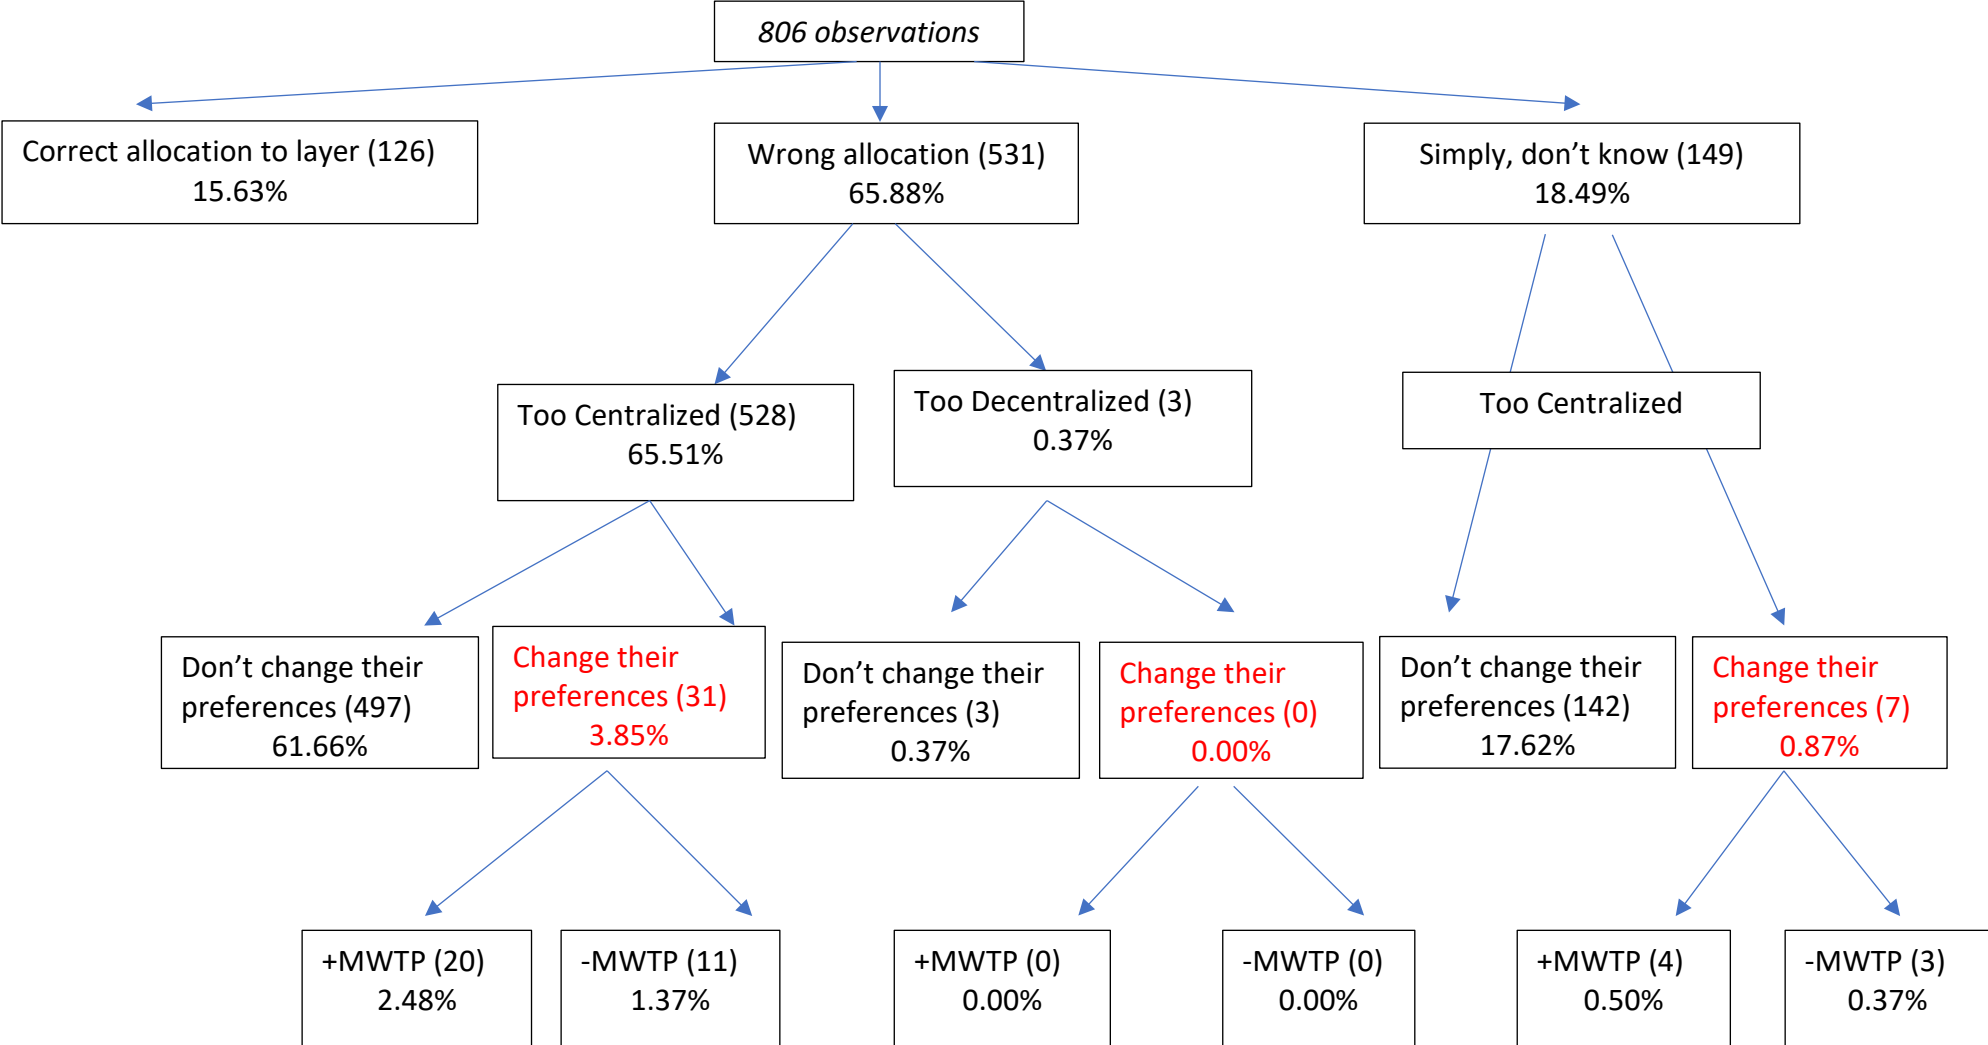 806 observations
Correct allocation to layer (126)
15.63%
Wrong allocation (531)
65.88%
Simply, don’t know (149)
18.49%
Too Centralized (528)
65.51%
Too Decentralized (3)
0.37%
Too Centralized
Don’t change their
preferences (497)
61.66%
Change their
preferences (31)
3.85%
Don’t change their
preferences (3)
0.37%
Change their
preferences (0)
0.00%
Don’t change their
preferences (142)
17.62%
Change their
preferences (7)
0.87%
+MWTP (20)
2.48%
-MWTP (11)
1.37%
+MWTP (0)
0.00%
-MWTP (0)
0.00%
+MWTP (4)
0.50%
-MWTP (3)
0.37%